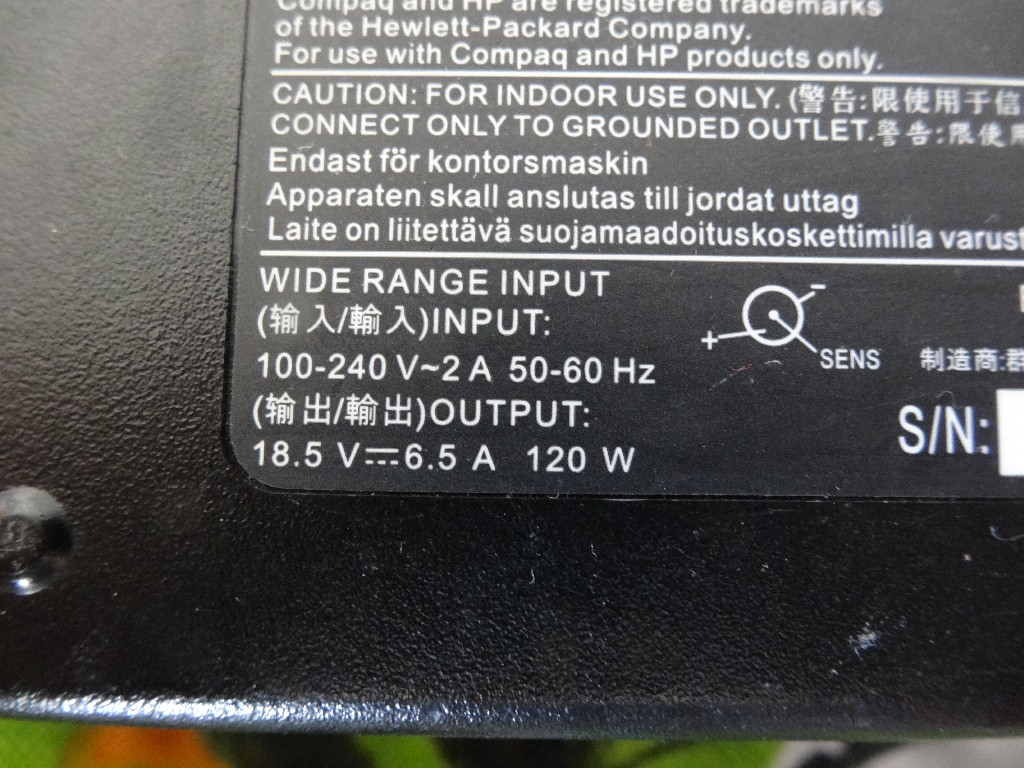 Compaq and HP are registered trademarks
of the Hewlett-Packard Company.
For use with Compaq and HP products only.
CAUTION: FOR INDOOR USE ONLY. (警告:限使用于信
CONNECT ONLY TO GROUNDED OUTLET.警告:限使用
Endast för kontorsmaskin
Apparaten skall anslutas till jordat uttag
Laite on liitettävä suojamaadoituskoskettimilla varust
WIDE RANGE INPUT
(输入/輸入)INPUT:
100-240 V~2 A 50-60 Hz
(输出/輸出)OUTPUT:
18.5 V⎓6.5 A 120 W
- + SENS
制造商:群
S/N: